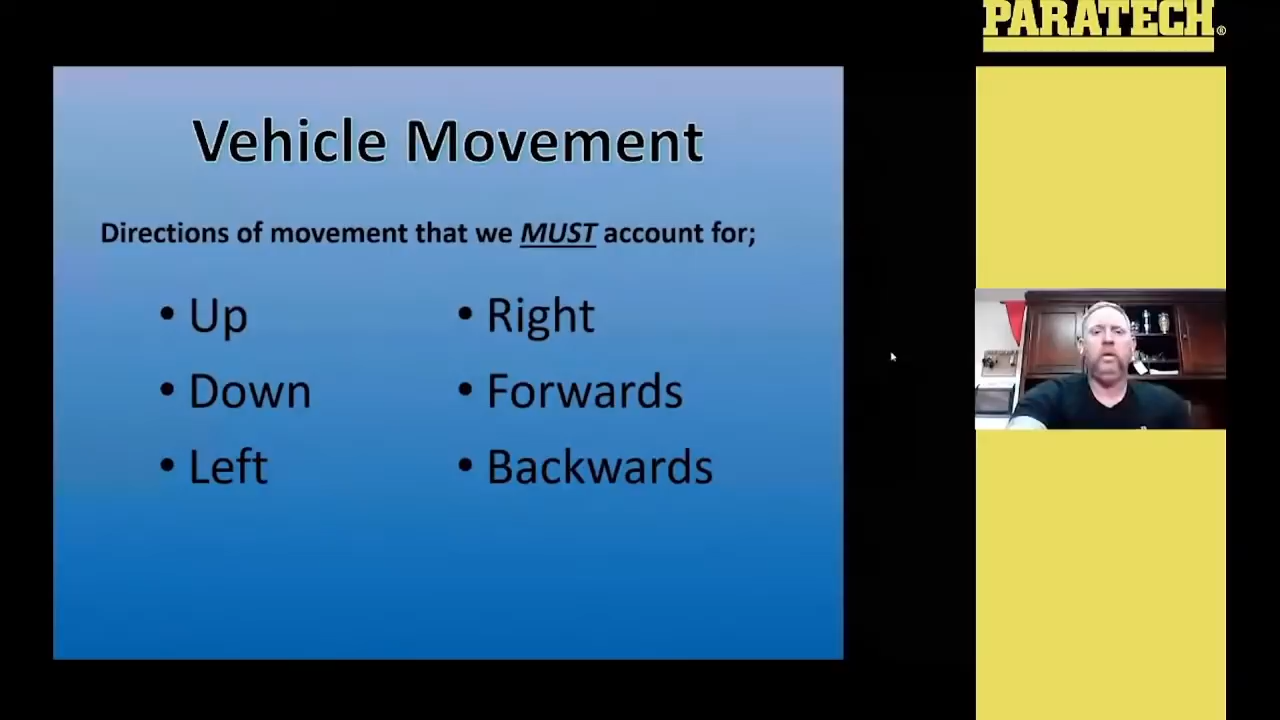 PARATECH®
Vehicle Movement
Directions of movement that we MUST account for;
• Up
• Down
• Left
• Right
• Forwards
• Backwards